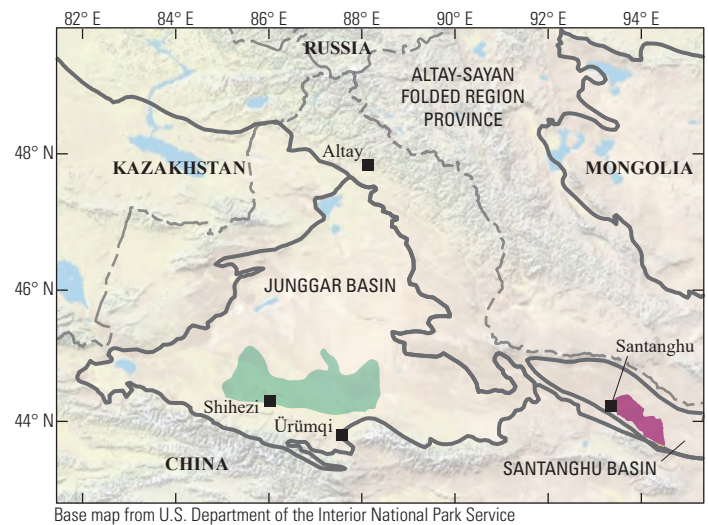 82° E 84° E 86° E 88° E 90° E 92° E 94° E
RUSSIA
ALTAY-SAYAN
FOLDED REGION
PROVINCE
Altay
48° N
KAZAKHSTAN
MONGOLIA
46° N
JUNGGAR BASIN
Santanghu
Shihezi
44° N
Ürümqi
CHINA
SANTANGHU BASIN
Base map from U.S. Department of the Interior National Park Service